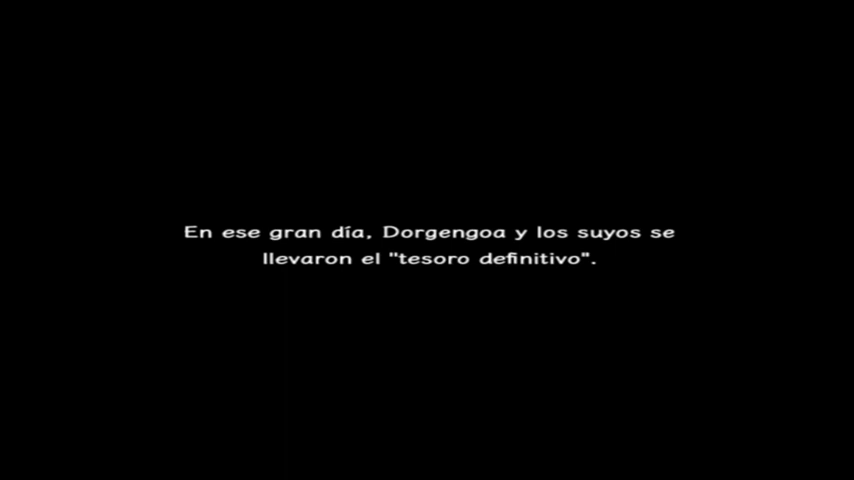 En ese gran día, Dorgengoa y los suyos se
llevaron el "tesoro definitivo".